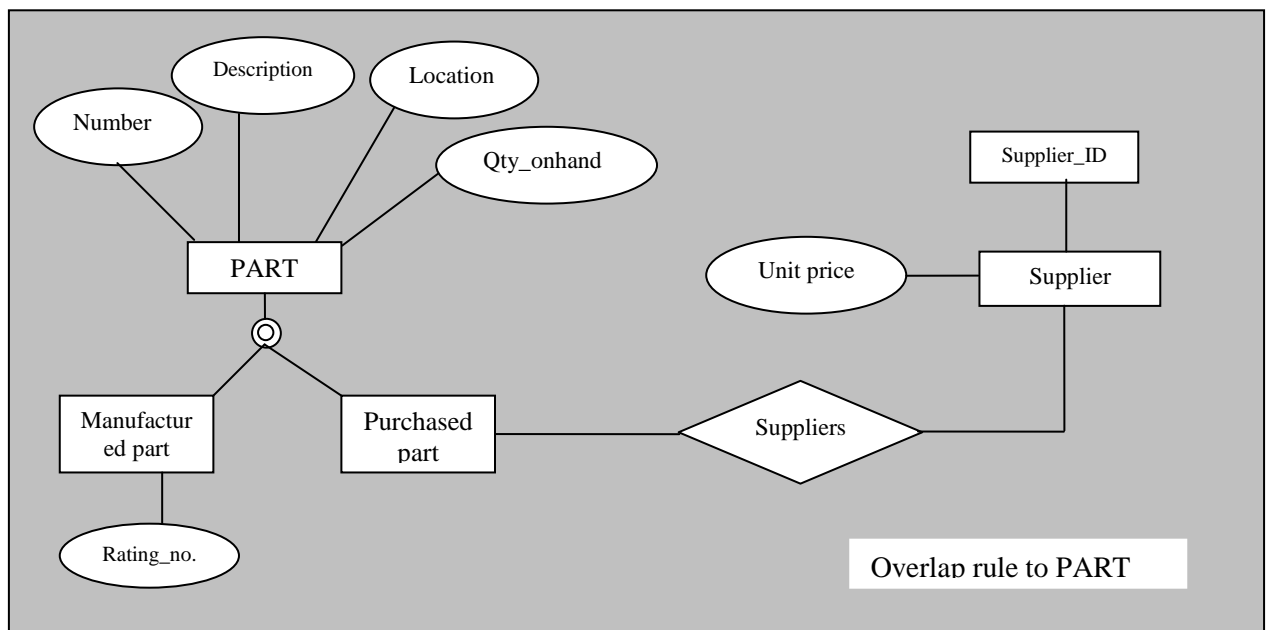 Description
Location
Number
Qty_onhand
Supplier_ID
PART
Unit price
Supplier
Manufactur
ed part
Purchased
part
Suppliers
Rating_no.
Overlap rule to PART